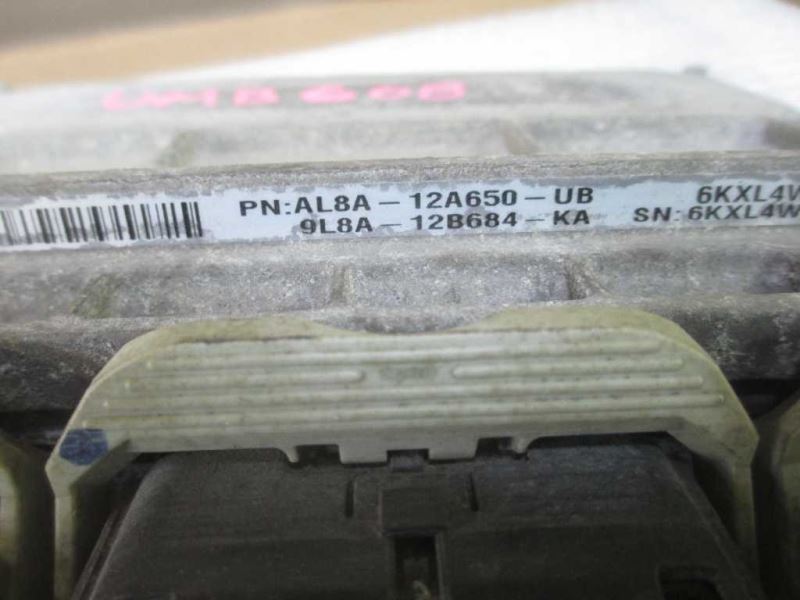 PN:AL8A-12A650-UB 6KXL4W
9L8A-12B684-KA SN:6KXL4W